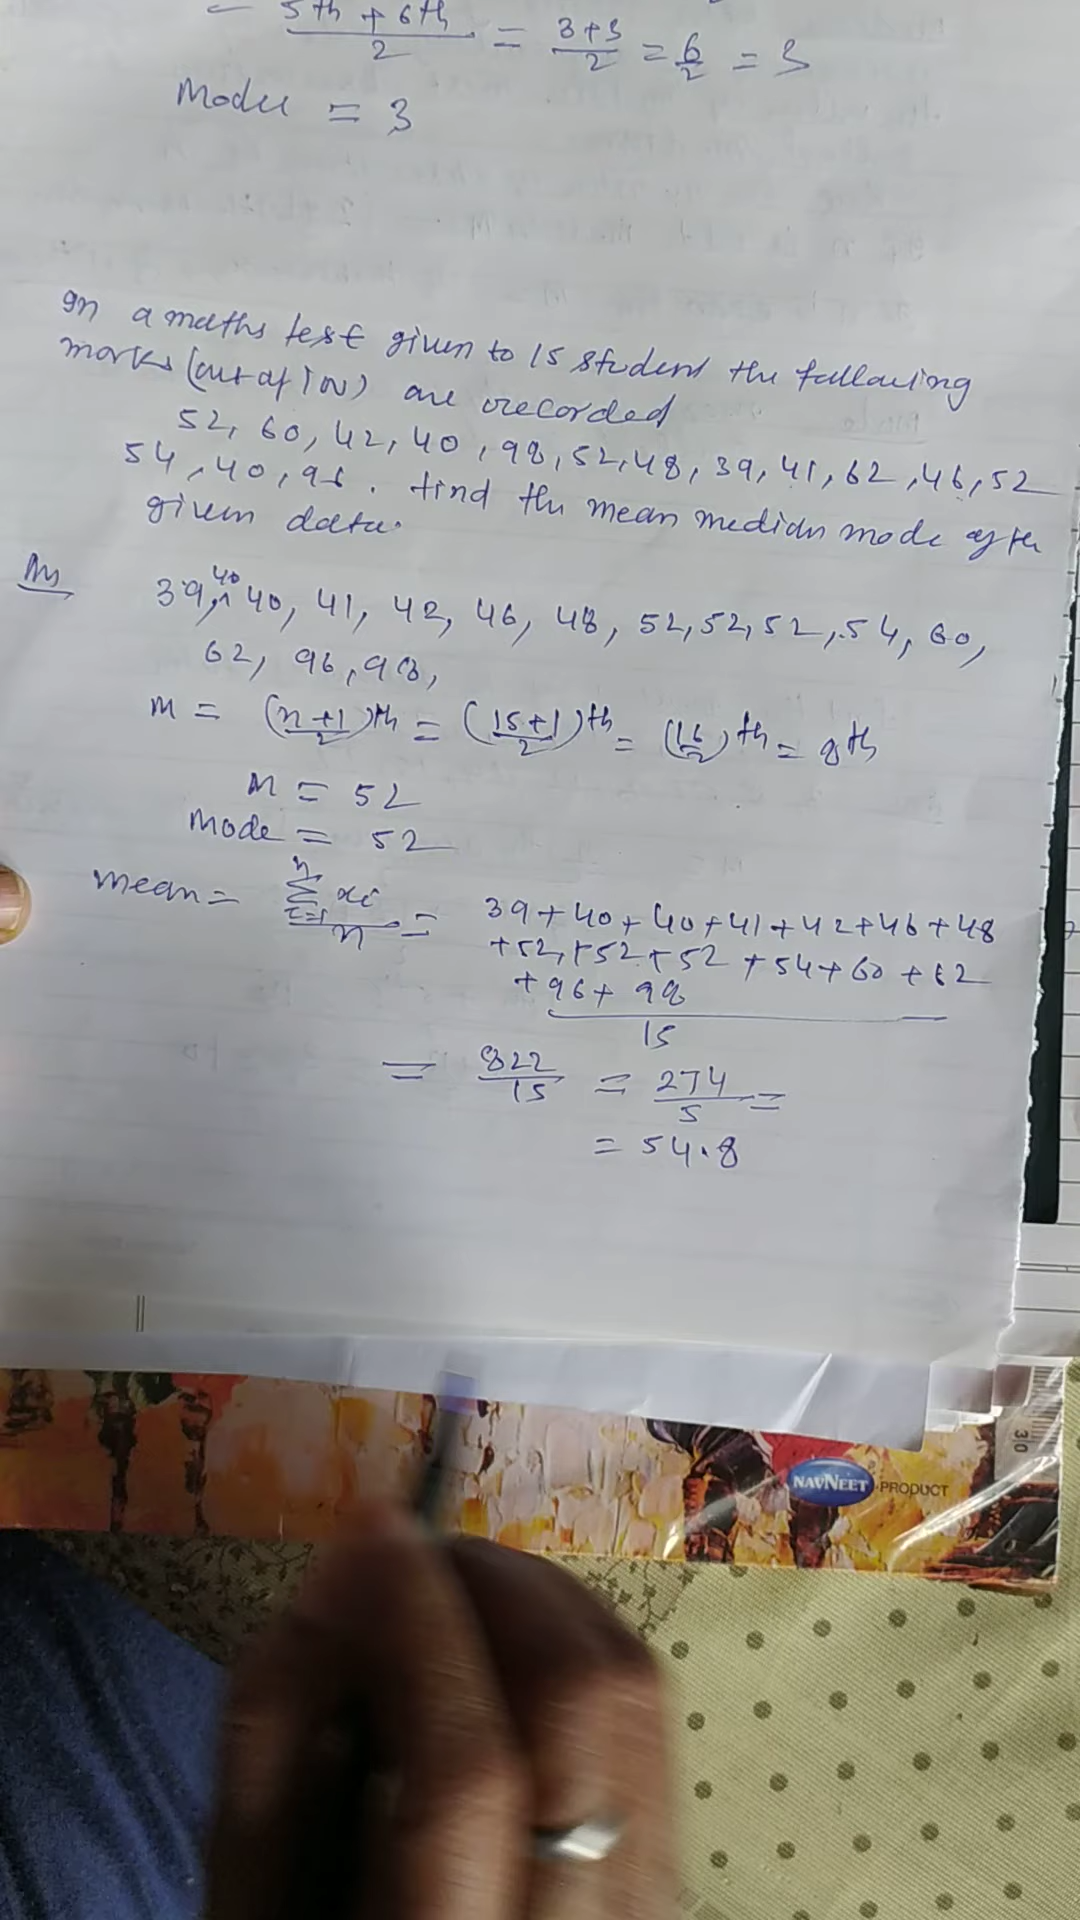 = 5th + 6th / 2 = 3+3 / 2 = 6/2 = 3
Mode = 3
In a maths test given to 15 student the following
marks (out of 100) are recorded
52, 60, 42, 40, 98, 52, 48, 39, 41, 62, 46, 52
54, 40, 96. find the mean median mode of the
given data.
Ans
39, 40, 40, 41, 42, 46, 48, 52, 52, 52, 54, 60,
62, 96, 98,
M = (n+1 / 2)th = (15+1 / 2)th = (16/2)th = 8th
M = 52
Mode = 52
mean = n Σ i=1 xi / n = 39+40+40+41+42+46+48
+52+52+52+54+60+62
+96+98
15
= 822/15 = 274/5 =
= 54.8
30
NAVNEET PRODUCT